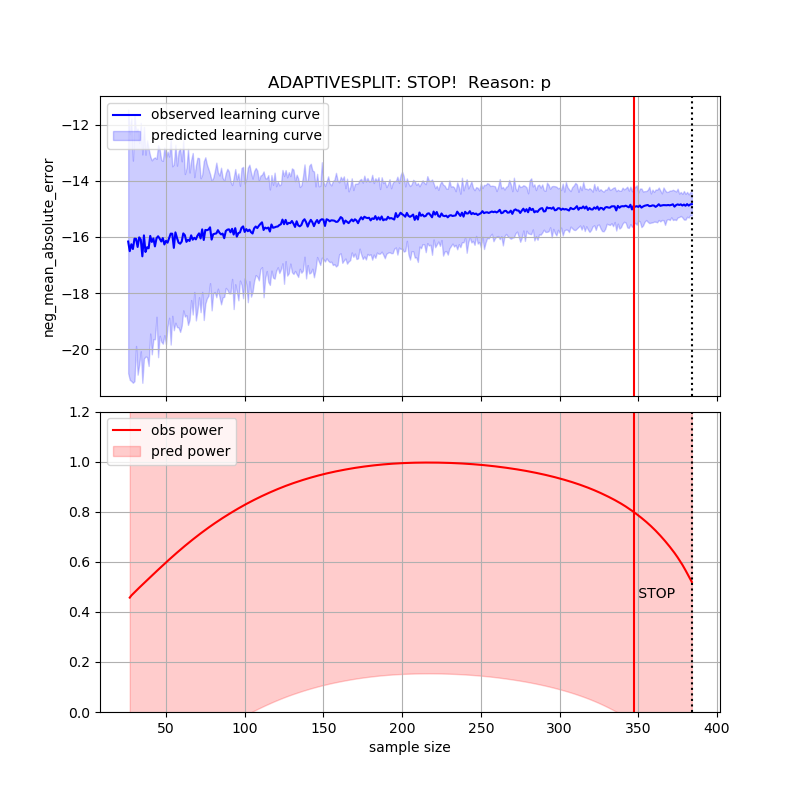 ADAPTIVESPLIT: STOP!  Reason: p
observed learning curve
predicted learning curve
neg_mean_absolute_error
−12
−14
−16
−18
−20
obs power
pred power
1.2
1.0
0.8
0.6
0.4
0.2
0.0
STOP
50 100 150 200 250 300 350 400
sample size